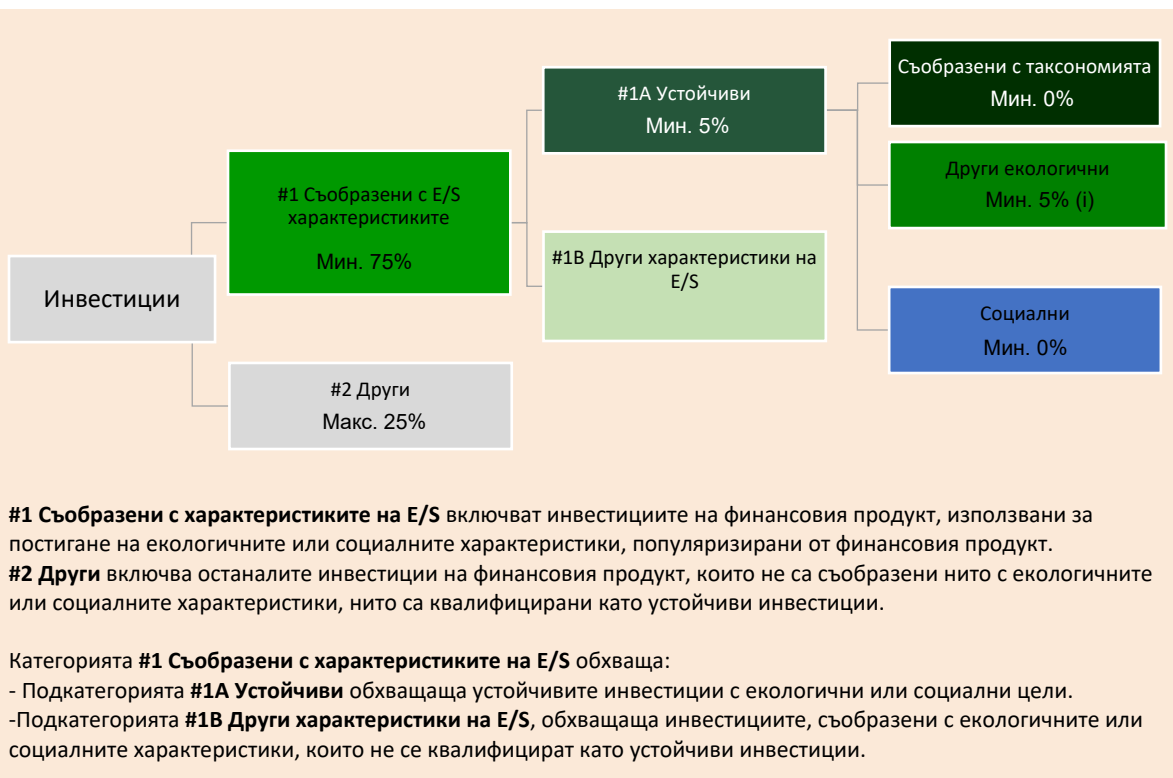 Инвестиции
#1 Съобразени с E/S
характеристиките
Мин. 75%
#2 Други
Макс. 25%
#1A Устойчиви
Мин. 5%
#1B Други характеристики на
E/S
Съобразени с таксономията
Мин. 0%
Други екологични
Мин. 5% (i)
Социални
Мин. 0%
#1 Съобразени с характеристиките на E/S включват инвестициите на финансовия продукт, използвани за
постигане на екологичните или социалните характеристики, популяризирани от финансовия продукт.
#2 Други включва останалите инвестиции на финансовия продукт, които не са съобразени нито с екологичните
или социалните характеристики, нито са квалифицирани като устойчиви инвестиции.
Категорията #1 Съобразени с характеристиките на E/S обхваща:
- Подкатегорията #1A Устойчиви обхващаща устойчивите инвестиции с екологични или социални цели.
-Подкатегорията #1B Други характеристики на E/S, обхващаща инвестициите, съобразени с екологичните или
социалните характеристики, които не се квалифицират като устойчиви инвестиции.